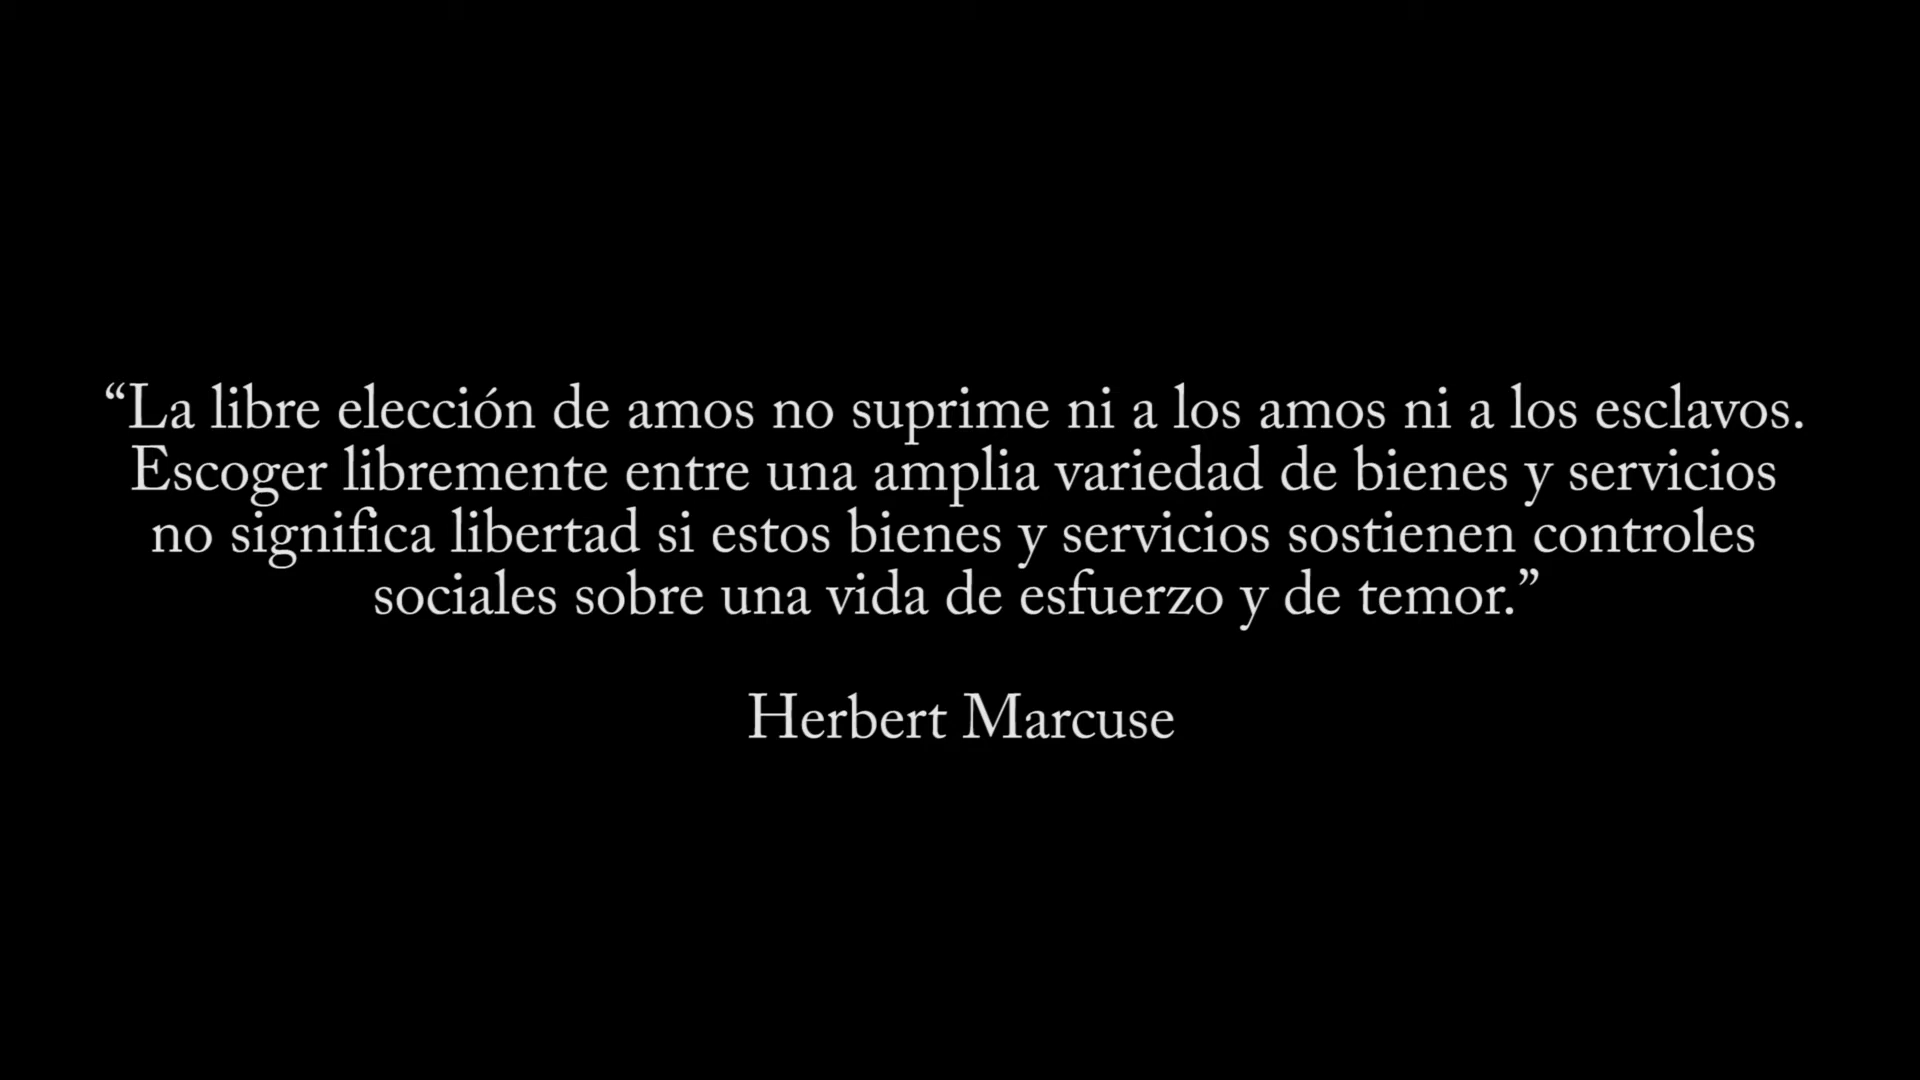 “La libre elección de amos no suprime ni a los amos ni a los esclavos.
Escoger libremente entre una amplia variedad de bienes y servicios
no significa libertad si estos bienes y servicios sostienen controles
sociales sobre una vida de esfuerzo y de temor.”
Herbert Marcuse